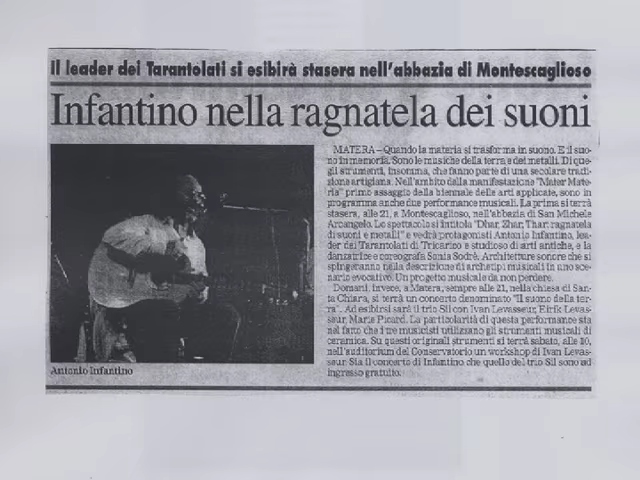 Il leader dei Tarantolati si esibirà stasera nell'abbazia di Montescaglioso
Infantino nella ragnatela dei suoni
MATERA – Quando la materia si trasforma in suono. E il suo-
no in memoria. Sono le musiche della terra e dei metalli. Di que-
gli strumenti, insomma, che fanno parte di una secolare tradi-
zione artigiana. Nell'ambito della manifestazione "Mater Mate-
ria" primo assaggio della biennale delle arti applicate, sono in
programma anche due performance musicali. La prima si terrà
stasera, alle 21, a Montescaglioso, nell'abbazia di San Michele
Arcangelo. Lo spettacolo si intitola "Dhar, Zhar, Thar: ragnatela
di suoni e metalli" e vedrà protagonisti Antonio Infantino, lea-
der dei Tarantolati di Tricarico e studioso di arti antiche, e la
danzatrice e coreografa Sonia Sodrè. Architetture sonore che si
spingeranno nella descrizione di archetipi musicali in uno sce-
nario evocativo. Un progetto musicale da non perdere.
Domani, invece, a Matera, sempre alle 21, nella chiesa di San-
ta Chiara, si terrà un concerto denominato "Il suono della ter-
ra". Ad esibirsi sarà il trio Sil con Ivan Levasseur, Eirik Levas-
seur, Marie Picard. La particolarità di questa performance sta
nel fatto che i tre musicisti utilizzano gli strumenti musicali di
ceramica. Su questi originali strumenti si terrà sabato, alle 10,
nell'auditorium del Conservatorio un workshop di Ivan Levas-
seur. Sia il concerto di Infantino che quello del trio Sil sono ad
ingresso gratuito.
Antonio Infantino